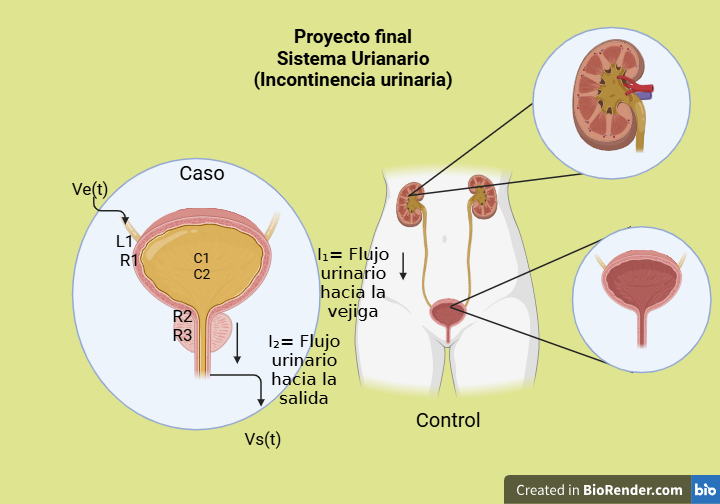 Proyecto final
Sistema Urianario
(Incontinencia urinaria)
Caso
Ve(t)
L1
R1
C1
C2
R2
R3
I₁= Flujo
urinario
hacia la
vejiga
I₂= Flujo
urinario
hacia la
salida
Vs(t)
Control
Created in BioRender.com bio